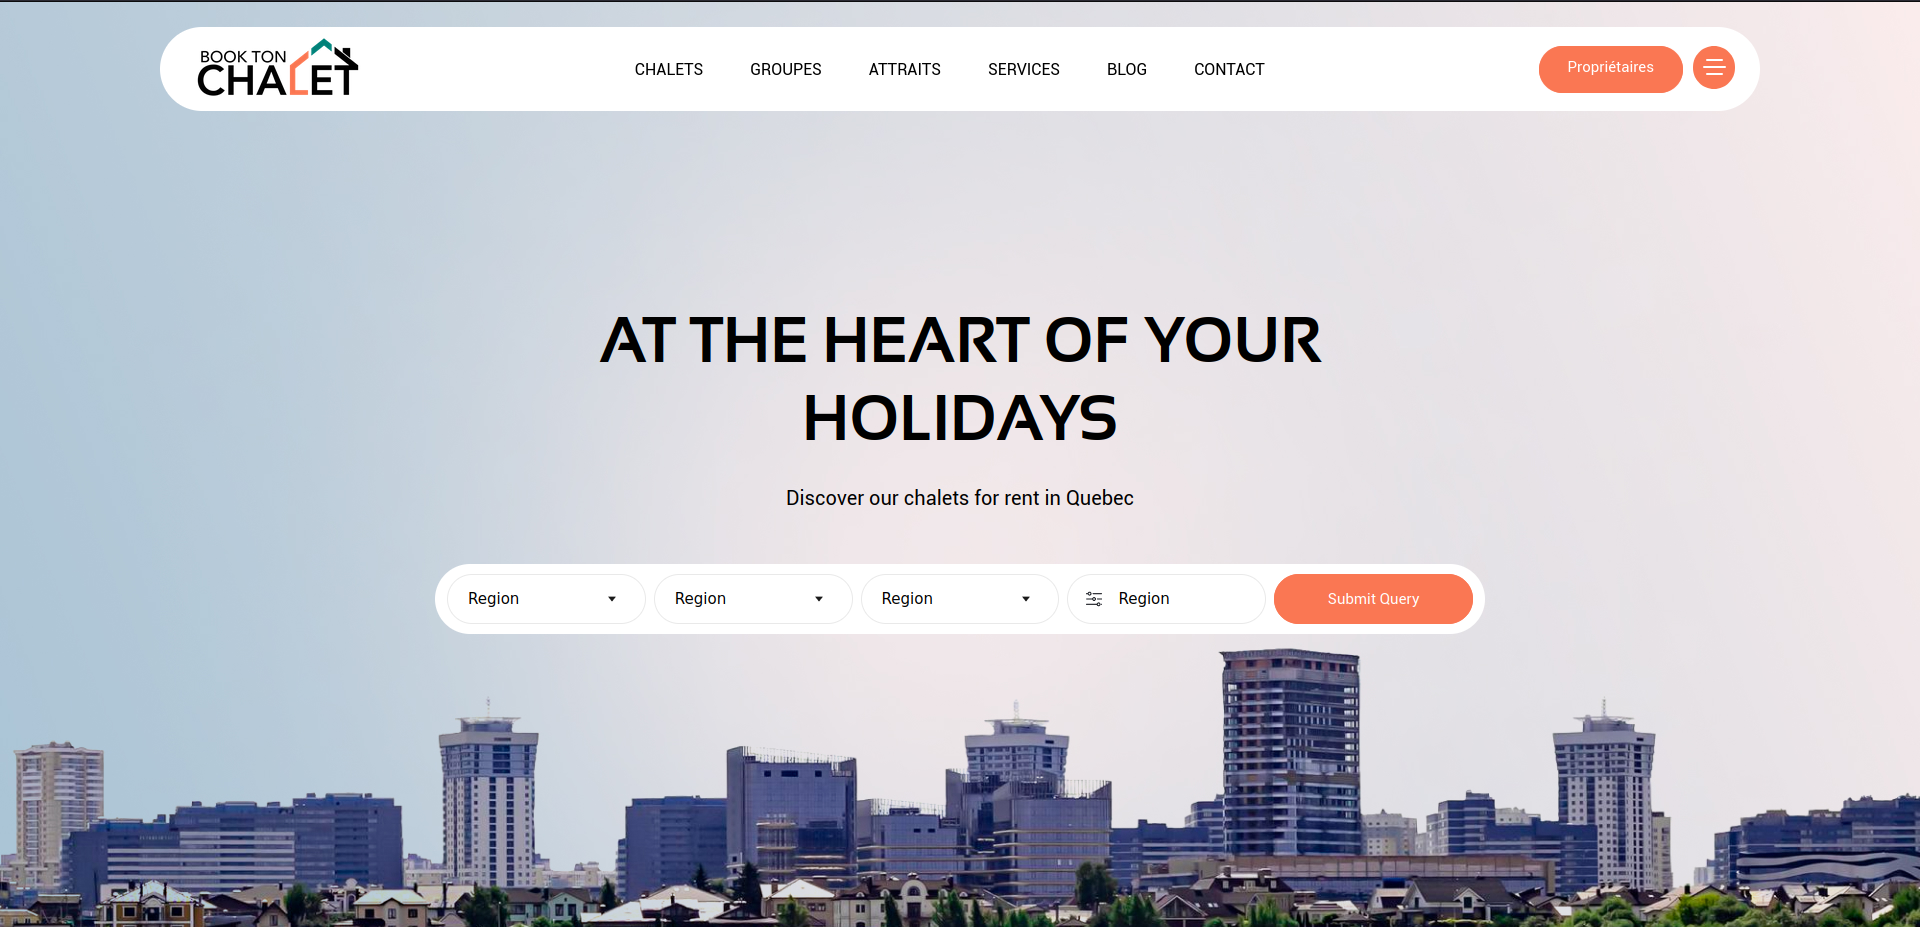 BOOK TON
CHALET
CHALETS GROUPES ATTRAITS SERVICES BLOG CONTACT
Propriétaires
AT THE HEART OF YOUR
HOLIDAYS
Discover our chalets for rent in Quebec
Region Region Region Region Submit Query